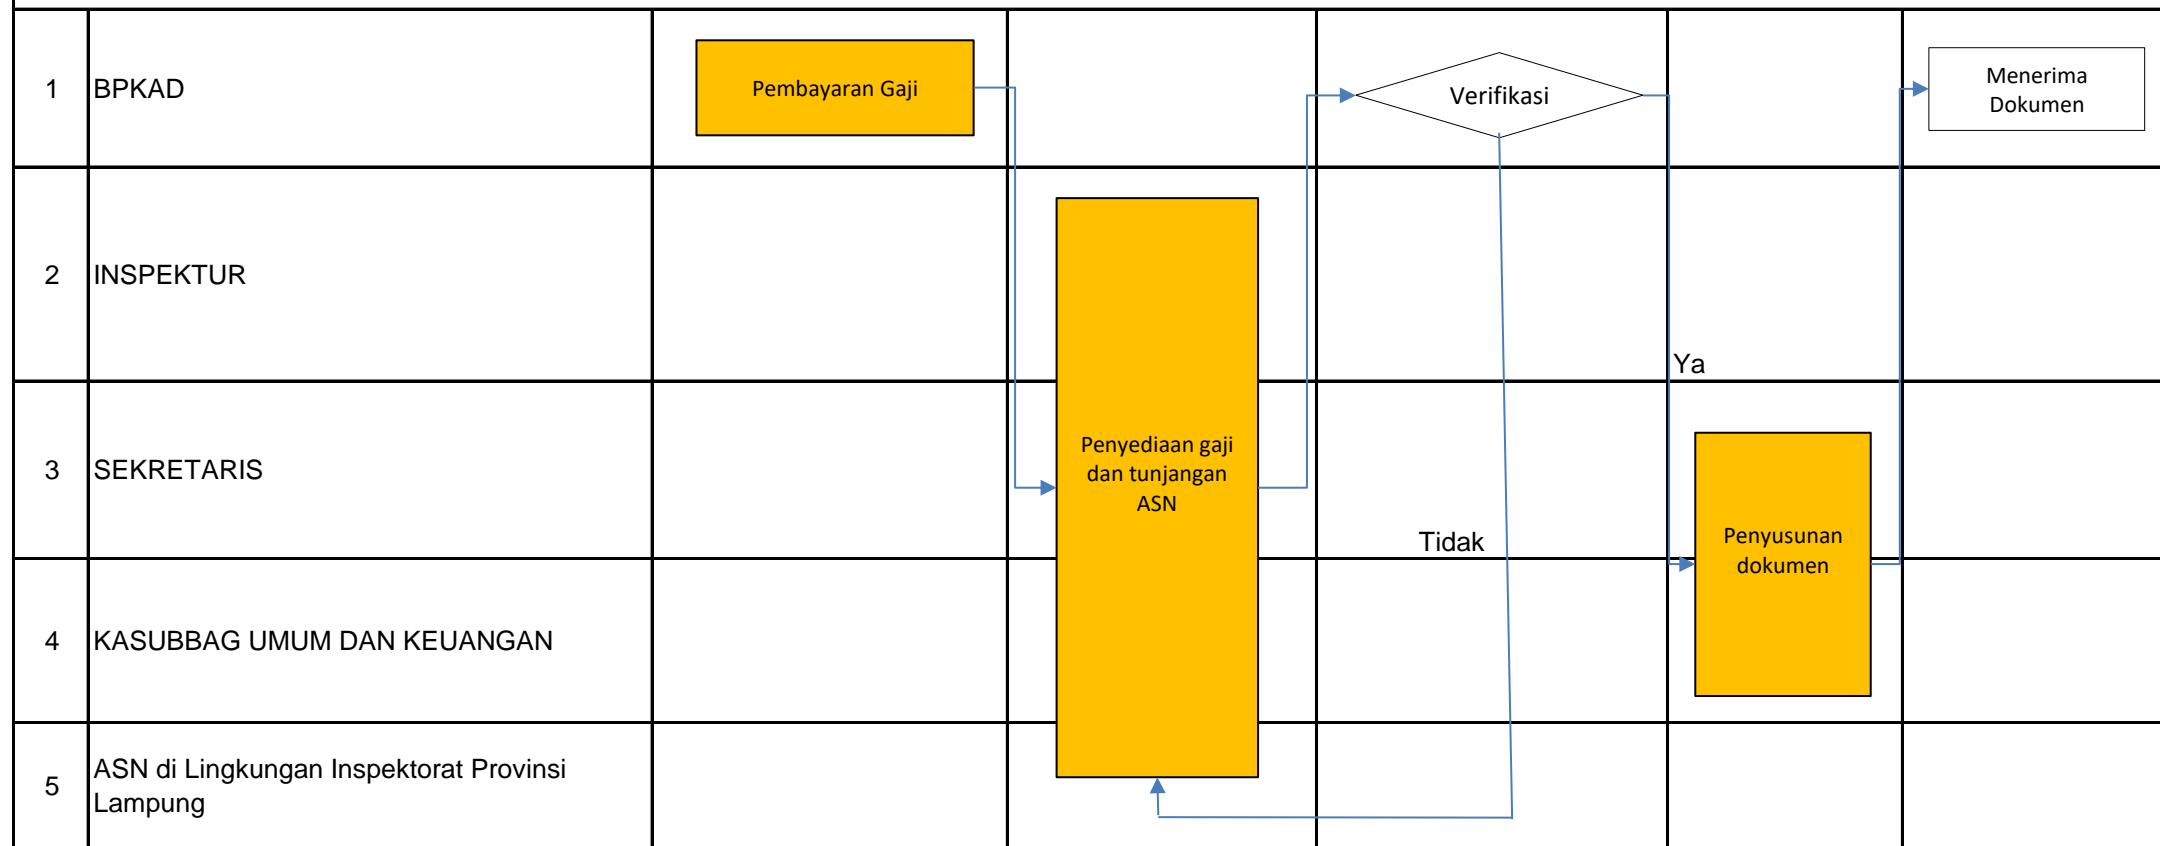 1
BPKAD
Pembayaran Gaji
Verifikasi
Menerima
Dokumen
2
INSPEKTUR
Ya
3
SEKRETARIS
Penyediaan gaji
dan tunjangan
ASN
Tidak
Penyusunan
dokumen
4
KASUBBAG UMUM DAN KEUANGAN
5
ASN di Lingkungan Inspektorat Provinsi
Lampung